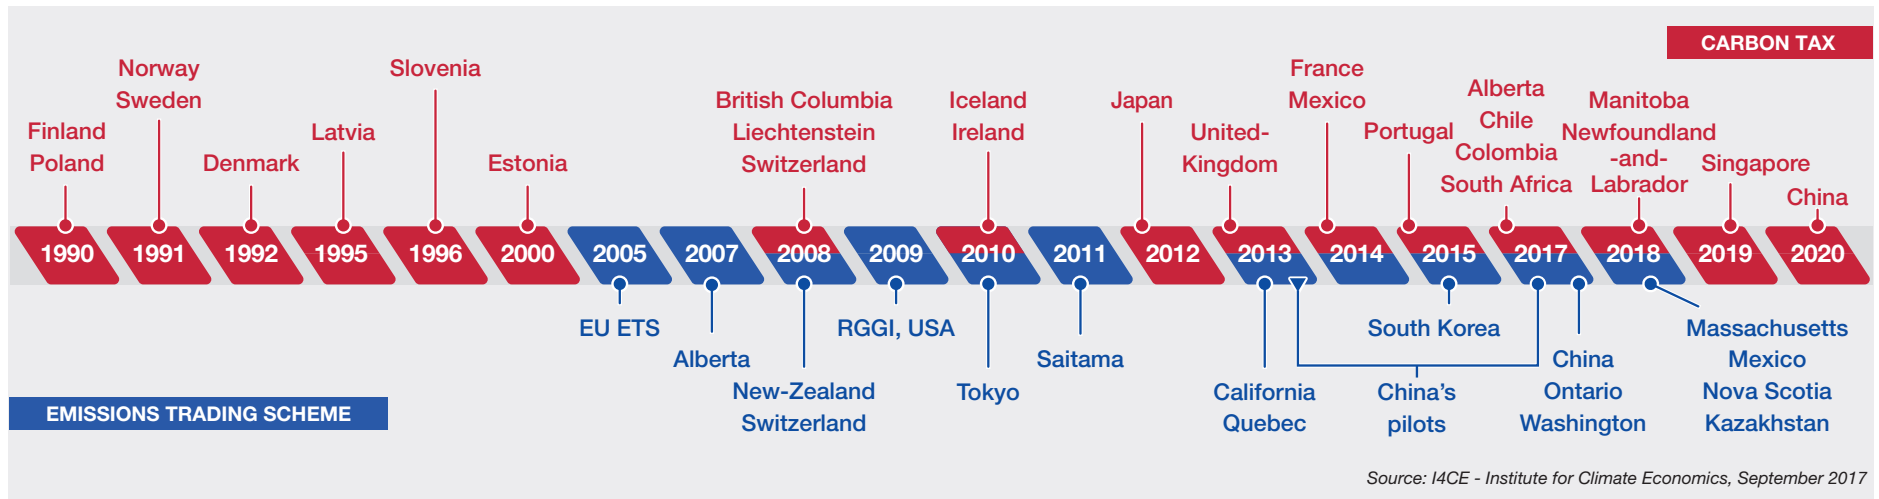 CARBON TAX
Finland
Poland
Norway
Sweden
Denmark
Latvia
Slovenia
Estonia
British Columbia
Liechtenstein
Switzerland
Iceland
Ireland
Japan
United-
Kingdom
France
Mexico
Portugal
Alberta
Chile
Colombia
South Africa
Manitoba
Newfoundland
-and-
Labrador
Singapore
China
1990 1991 1992 1995 1996 2000 2005 2007 2008 2009 2010 2011 2012 2013 2014 2015 2017 2018 2019 2020
EU ETS
Alberta
New-Zealand
Switzerland
RGGI, USA
Tokyo
Saitama
California
Quebec
China's
pilots
South Korea
China
Ontario
Washington
Massachusetts
Mexico
Nova Scotia
Kazakhstan
EMISSIONS TRADING SCHEME
Source: I4CE - Institute for Climate Economics, September 2017